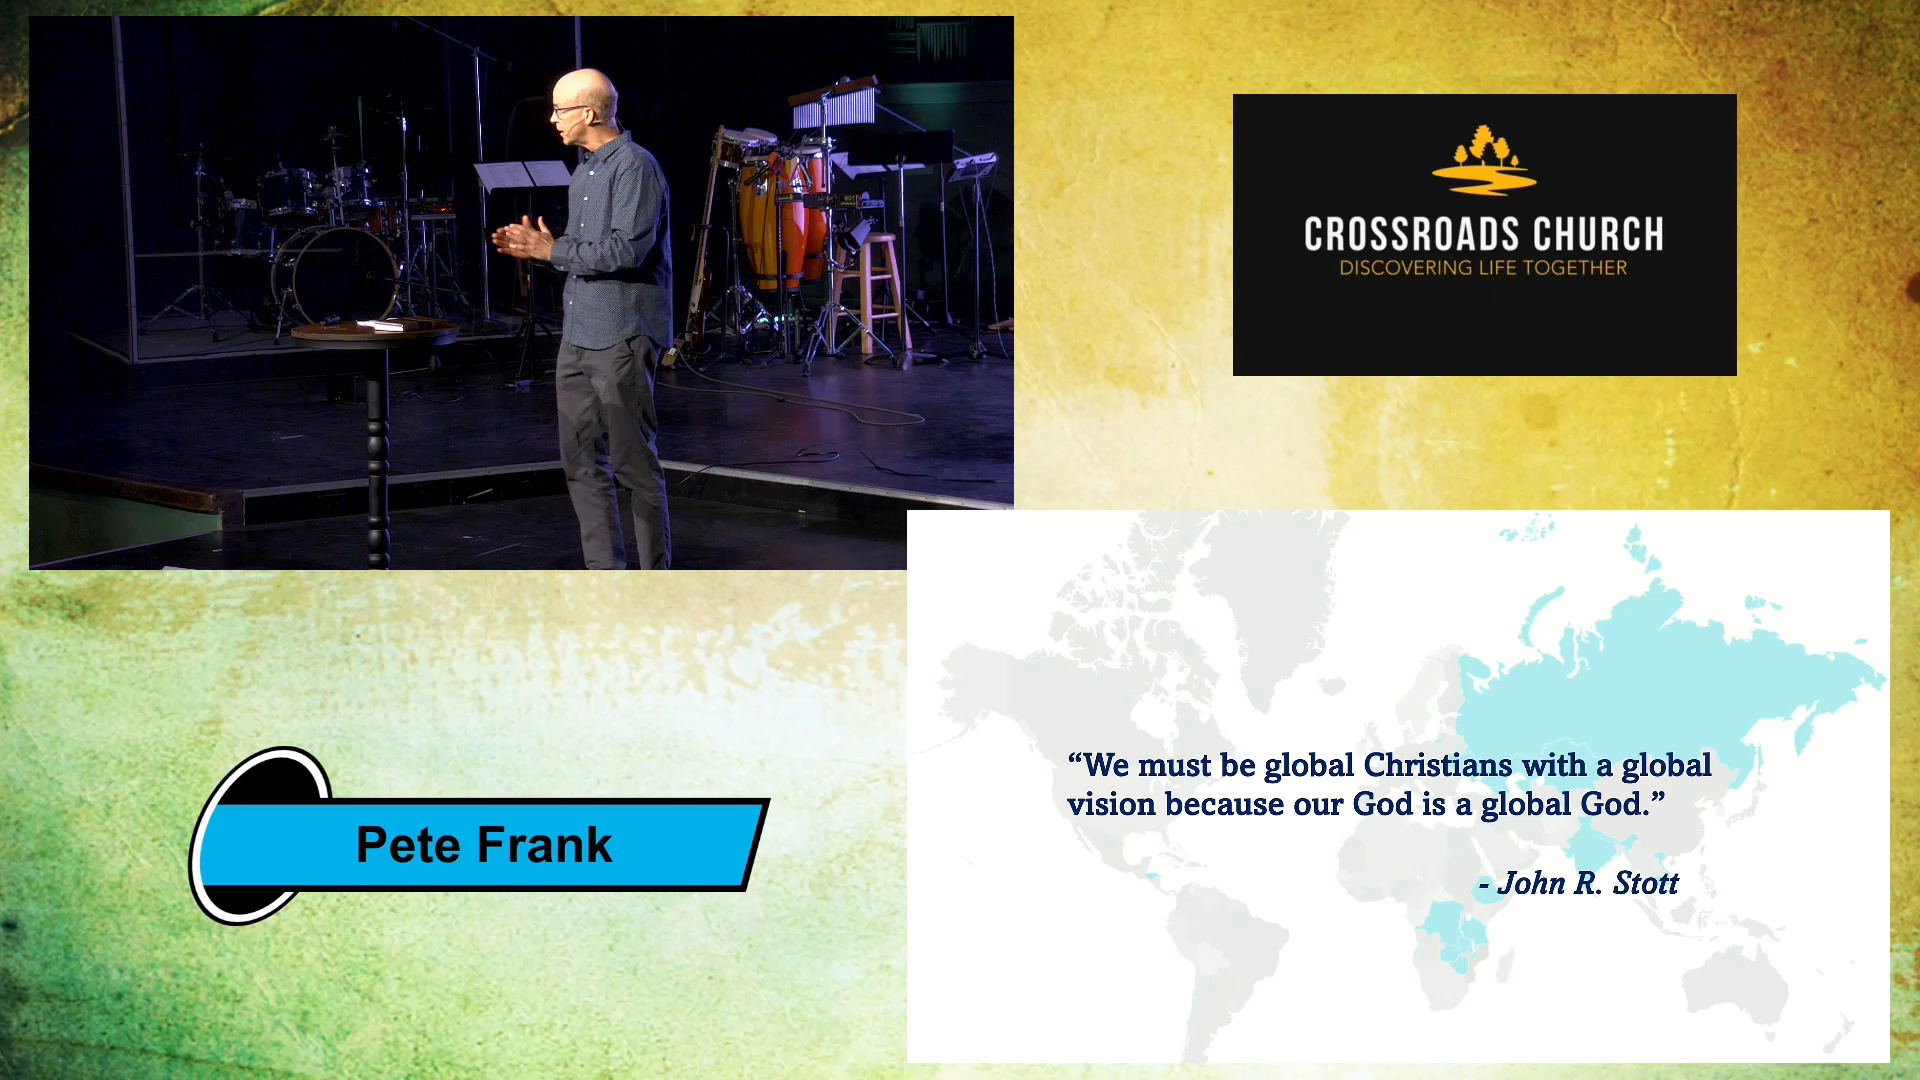 CROSSROADS CHURCH
DISCOVERING LIFE TOGETHER
“We must be global Christians with a global
vision because our God is a global God.”
- John R. Stott
Pete Frank